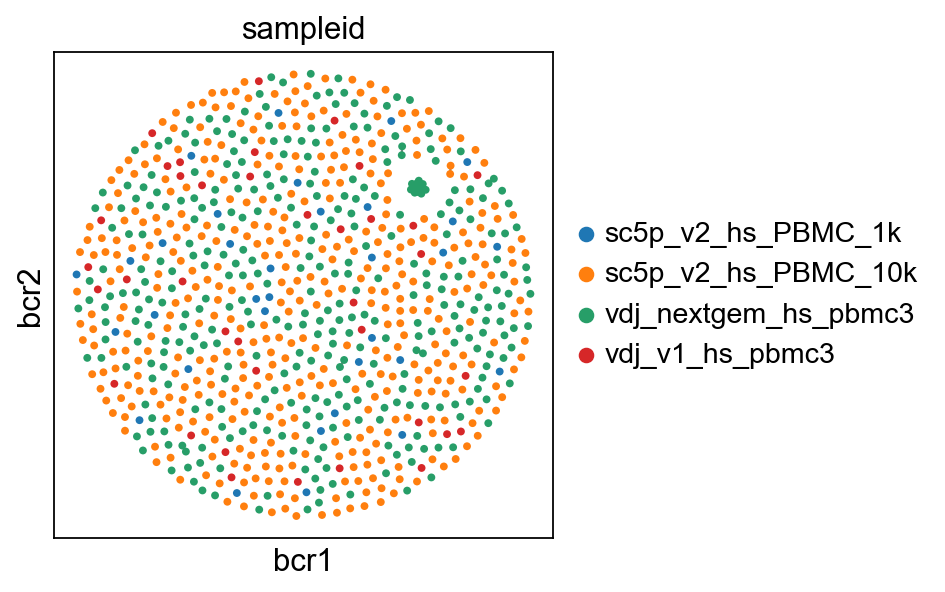 sampleid
bcr2
bcr1
sc5p_v2_hs_PBMC_1k
sc5p_v2_hs_PBMC_10k
vdj_nextgem_hs_pbmc3
vdj_v1_hs_pbmc3